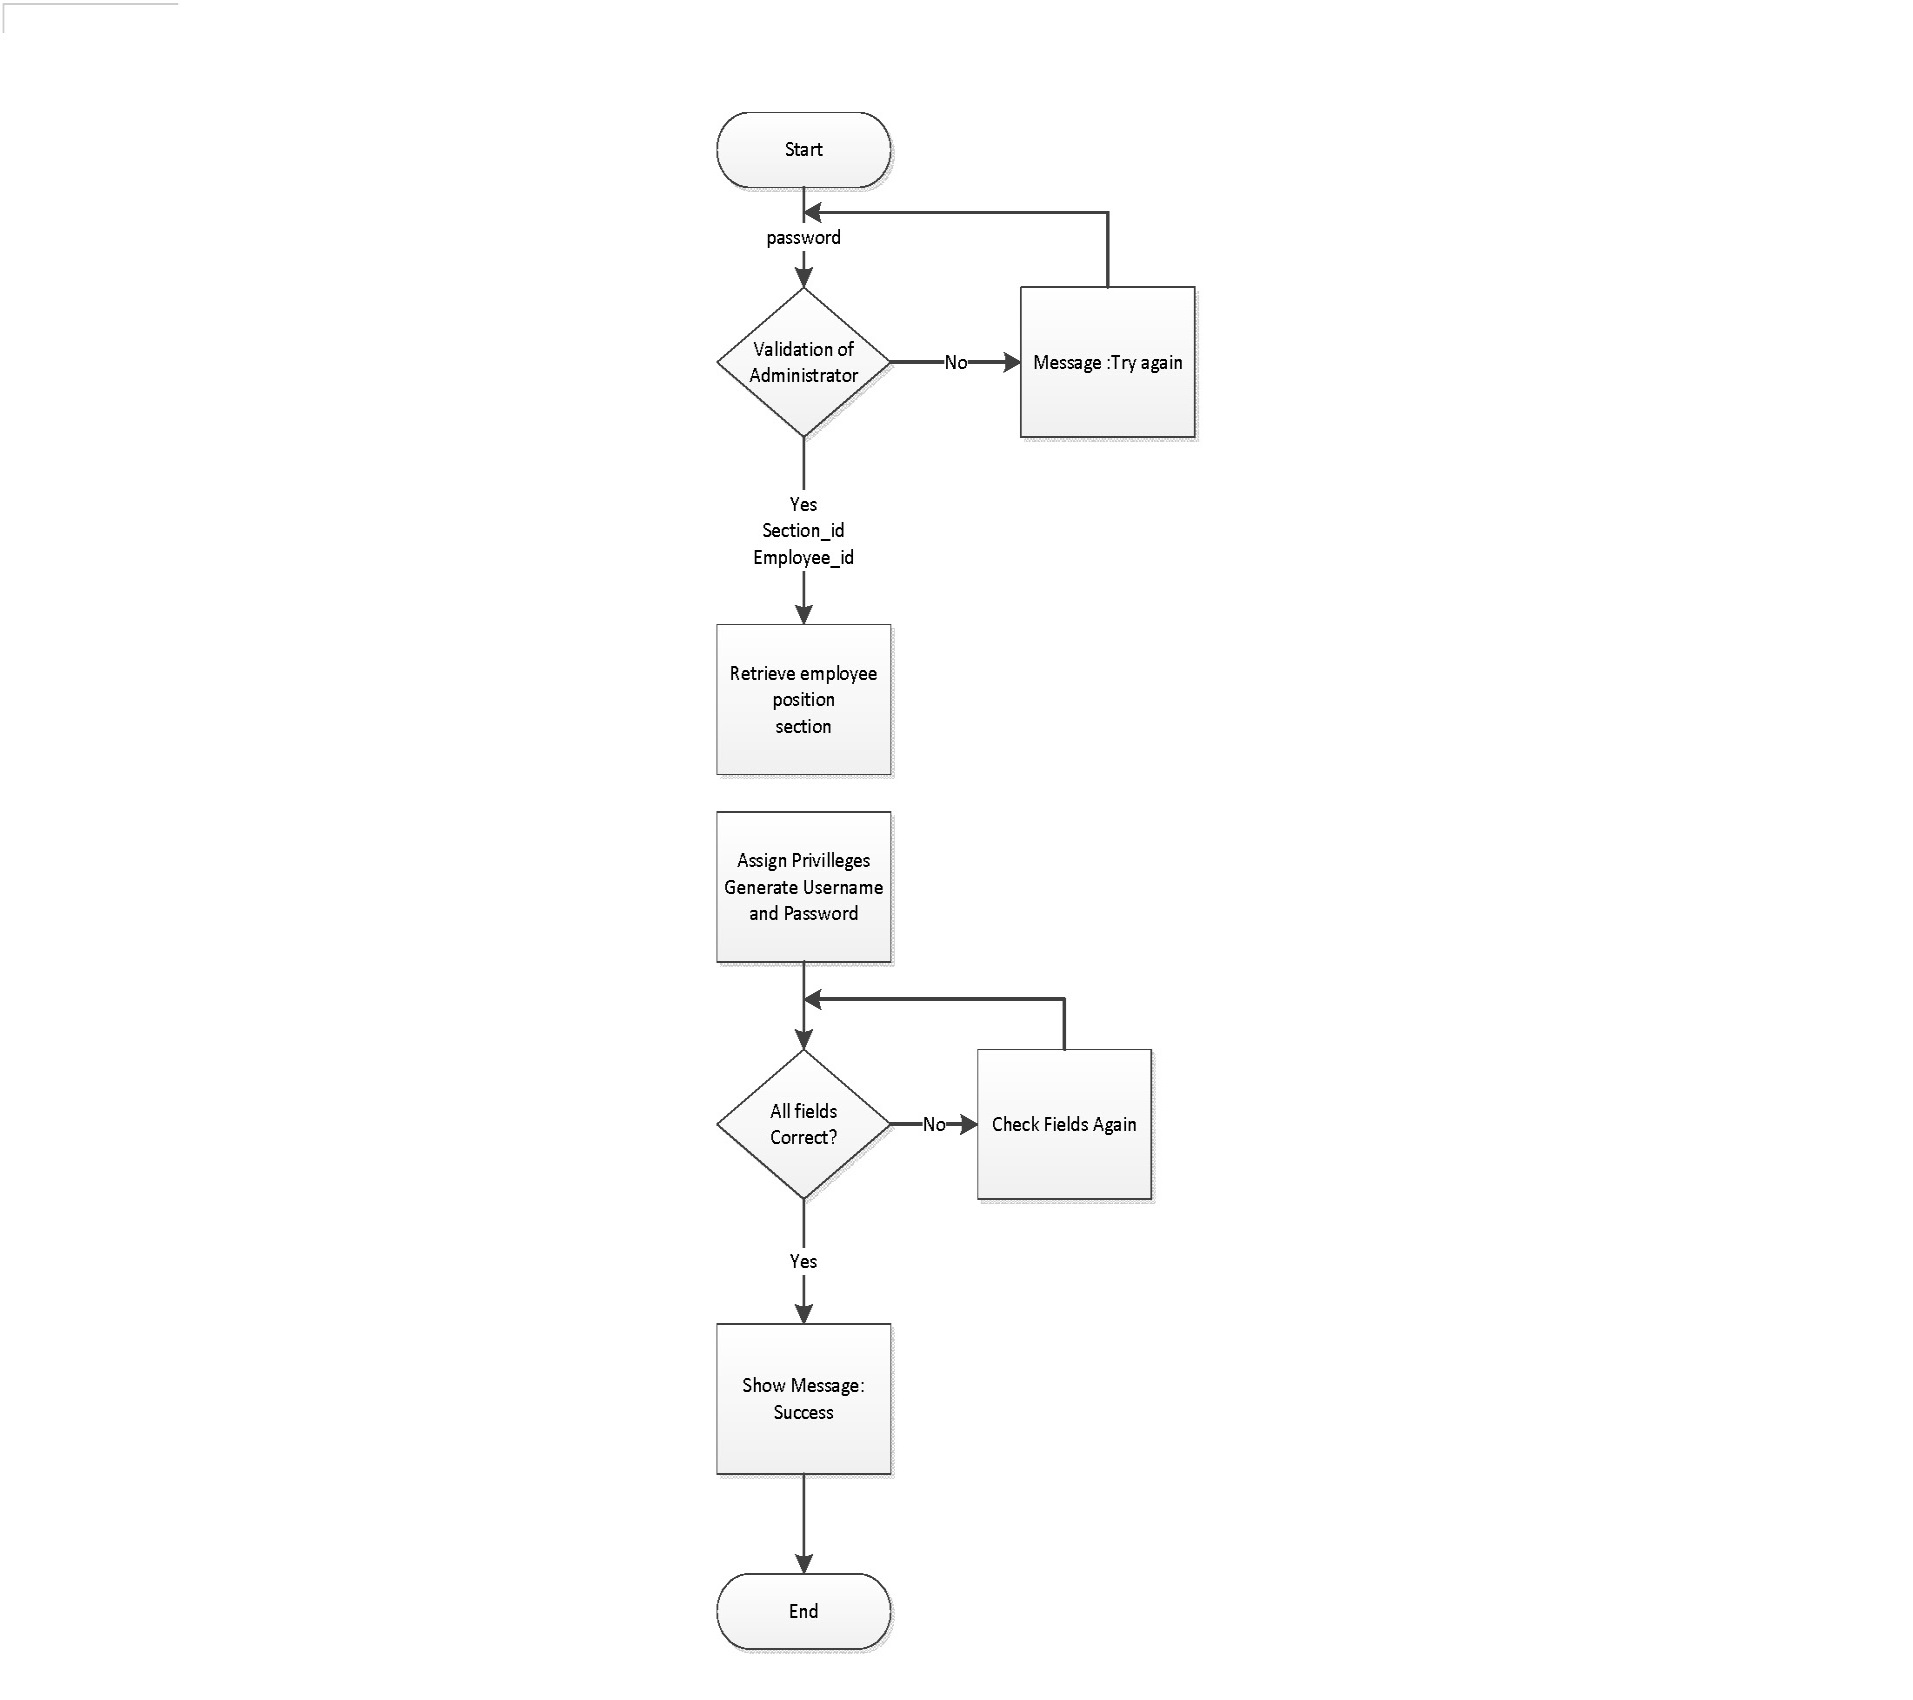 Start
password
Validation of
Administrator
No
Message :Try again
Yes
Section_id
Employee_id
Retrieve employee
position
section
Assign Privilleges
Generate Username
and Password
All fields
Correct?
No
Check Fields Again
Yes
Show Message:
Success
End